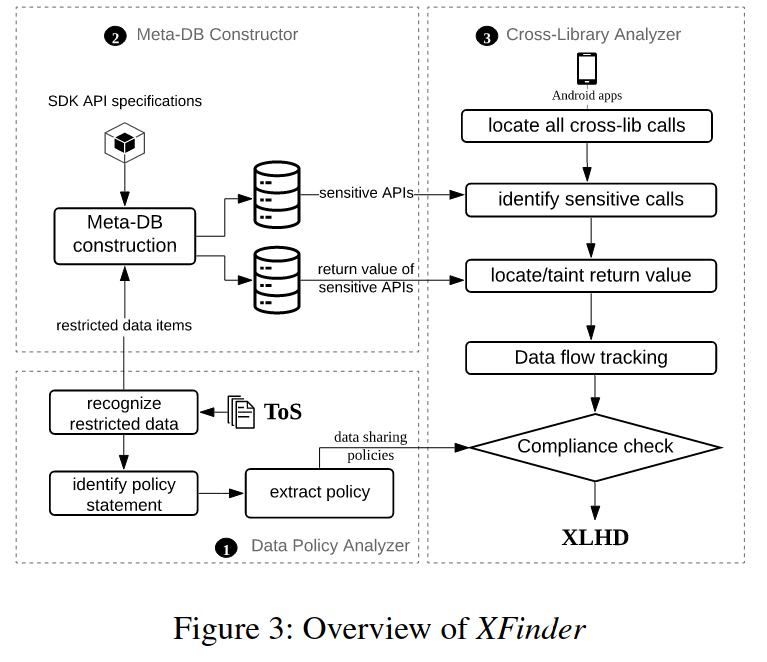 2 Meta-DB Constructor
SDK API specifications
Meta-DB
construction
sensitive APIs
return value of
sensitive APIs
restricted data items
recognize
restricted data
ToS
identify policy
statement
extract policy
data sharing
policies
1 Data Policy Analyzer
3 Cross-Library Analyzer
Android apps
locate all cross-lib calls
identify sensitive calls
locate/taint return value
Data flow tracking
Compliance check
XLHD
Figure 3: Overview of XFinder